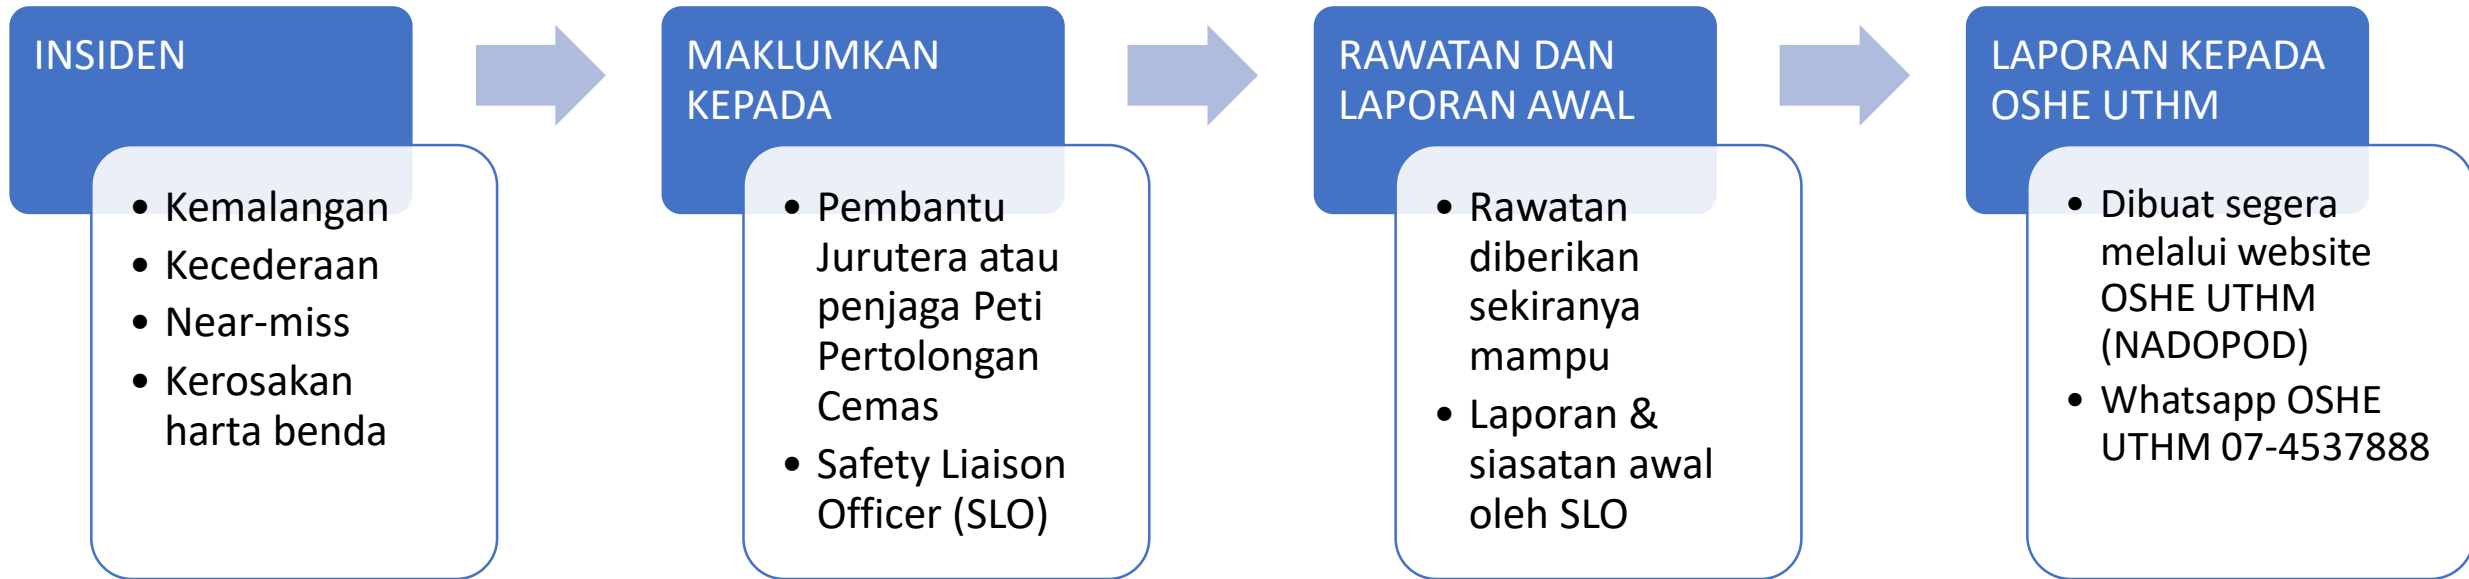 INSIDEN
• Kemalangan
• Kecederaan
• Near-miss
• Kerosakan
harta benda
MAKLUMKAN
KEPADA
• Pembantu
Jurutera atau
penjaga Peti
Pertolongan
Cemas
• Safety Liaison
Officer (SLO)
RAWATAN DAN
LAPORAN AWAL
• Rawatan
diberikan
sekiranya
mampu
• Laporan &
siasatan awal
oleh SLO
LAPORAN KEPADA
OSHE UTHM
• Dibuat segera
melalui website
OSHE UTHM
(NADOPOD)
• Whatsapp OSHE
UTHM 07-4537888